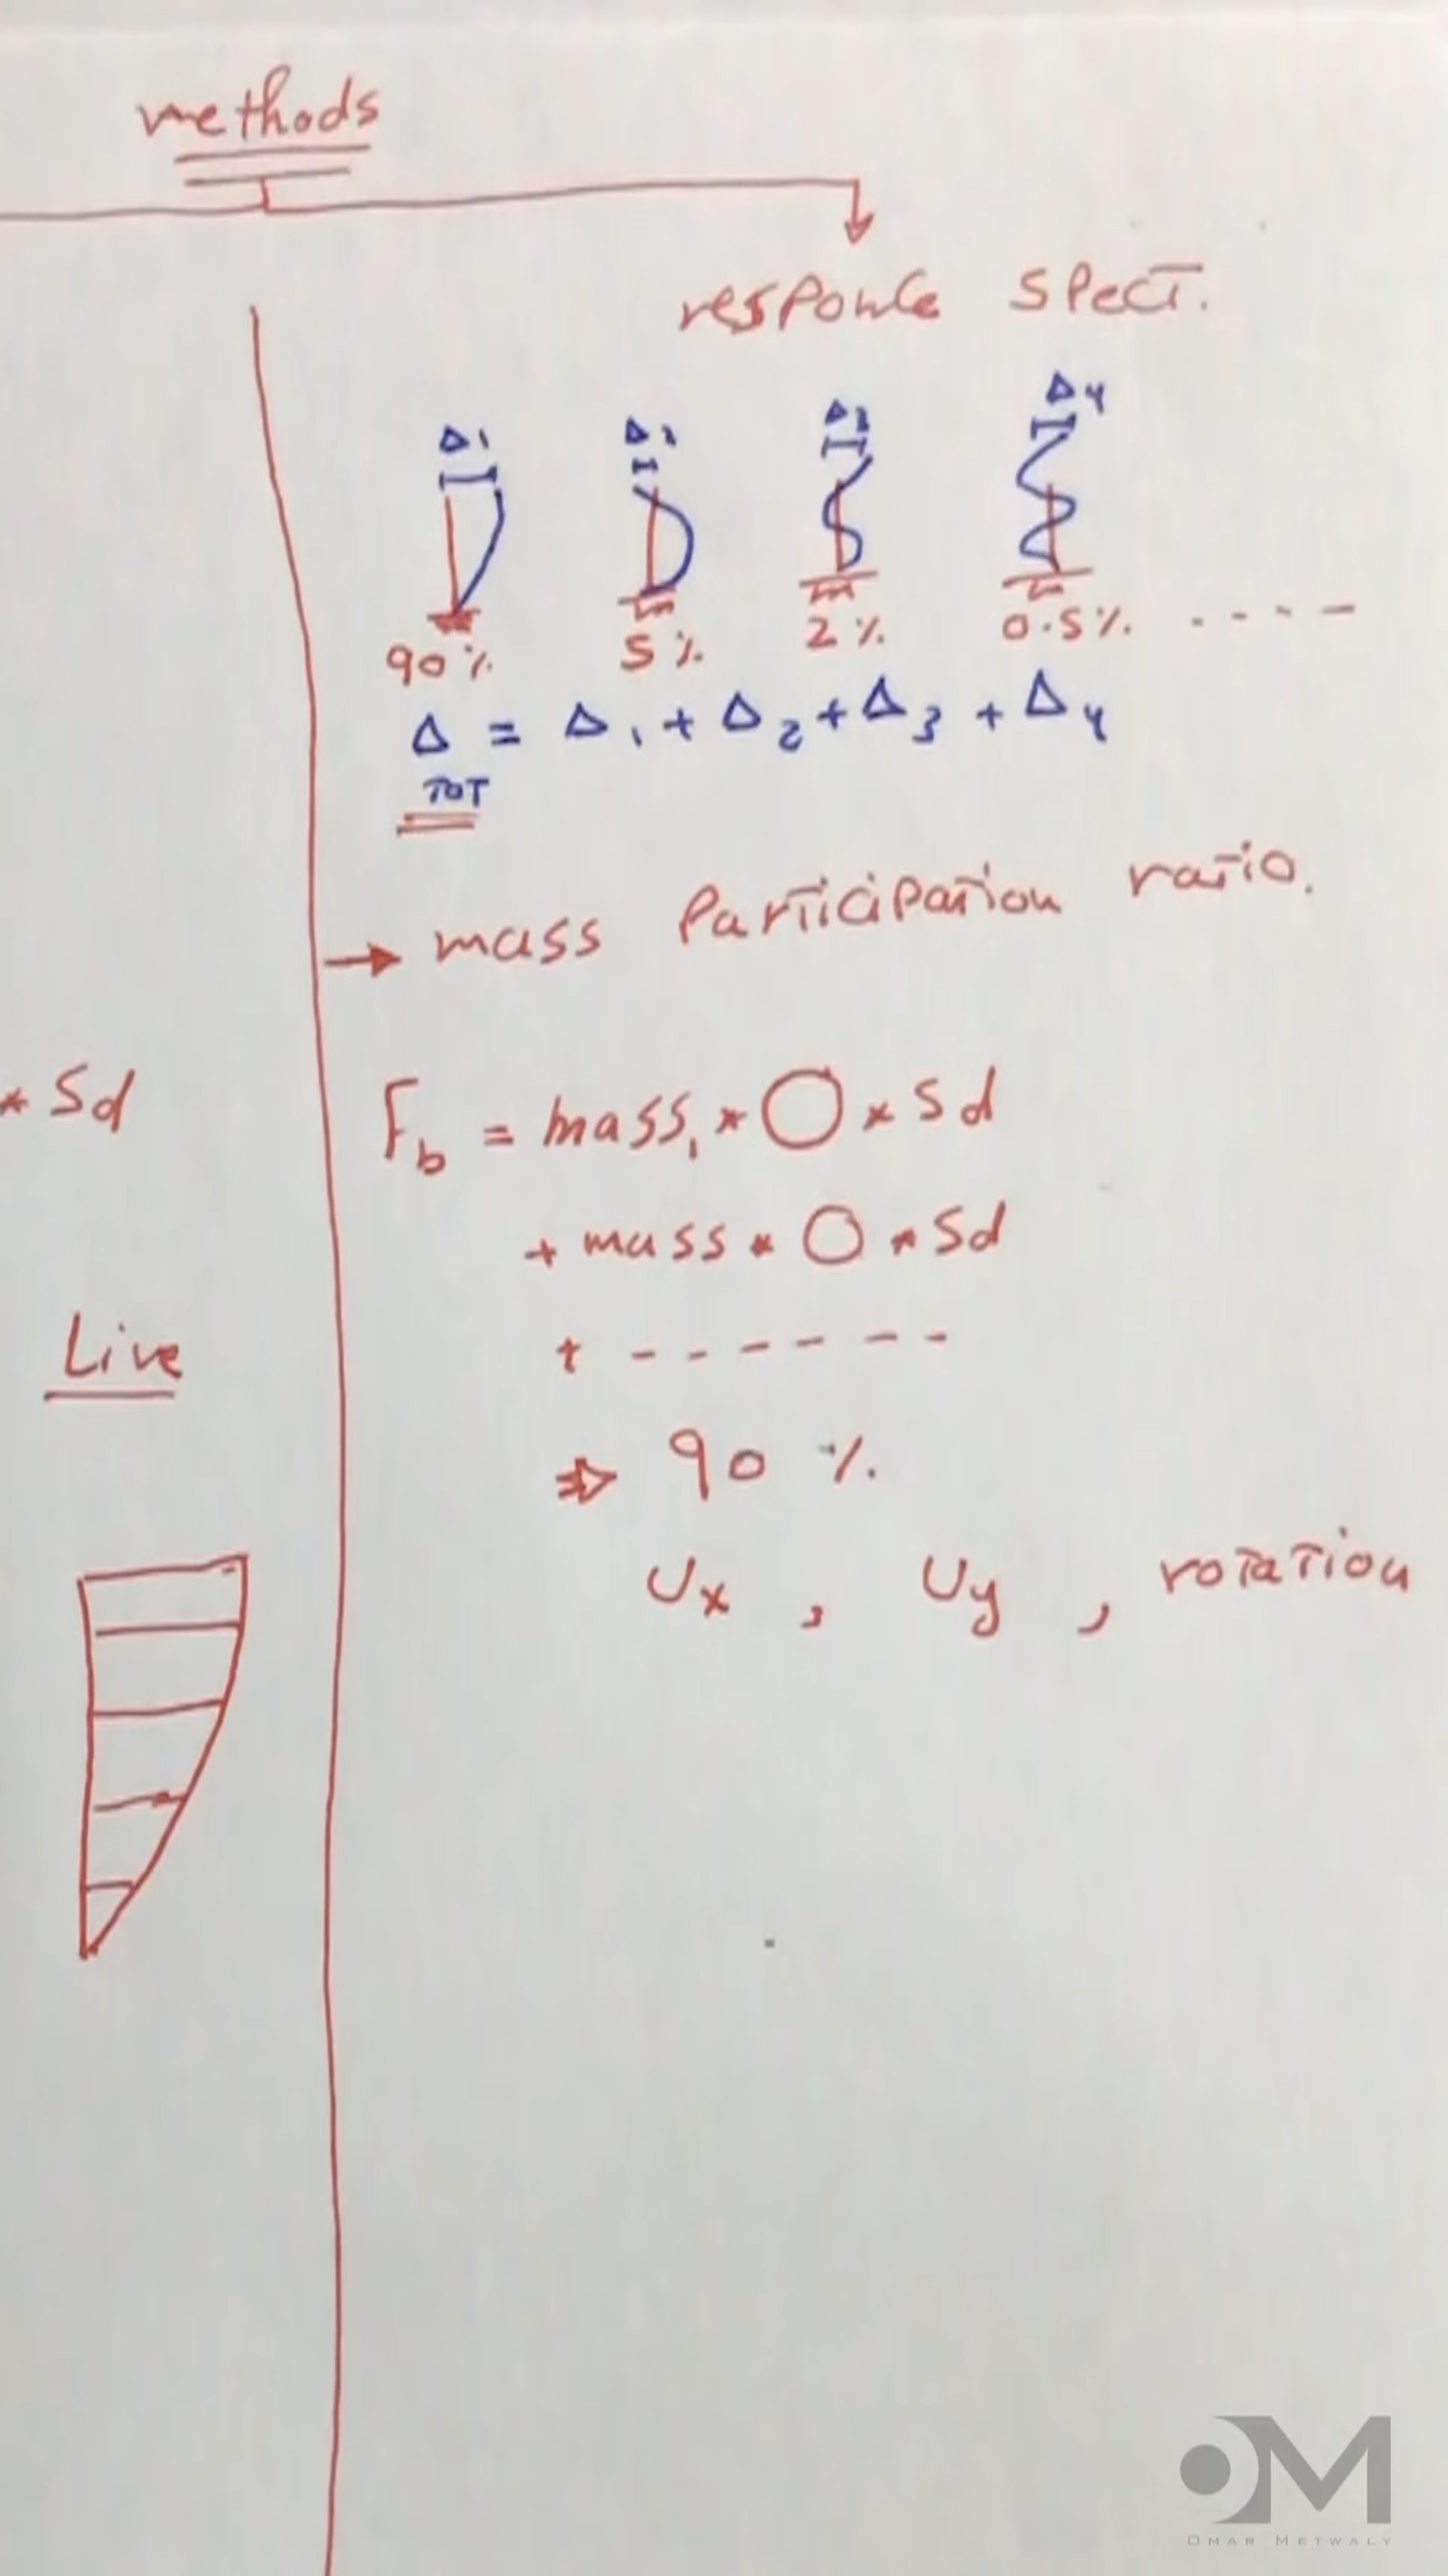 methods
response spect.
Δ1 Δ2 Δ3 Δ4
90% 5% 2% 0.5% ----
Δ TOT = Δ1 + Δ2 + Δ3 + Δ4
→ mass Participation ratio.
* Sd
Fb = mass1 * O * Sd
+ mass * O * Sd
+ ------
Live
⇒ 90 %
Ux , Uy , rotation
OM
OMAR METWALY